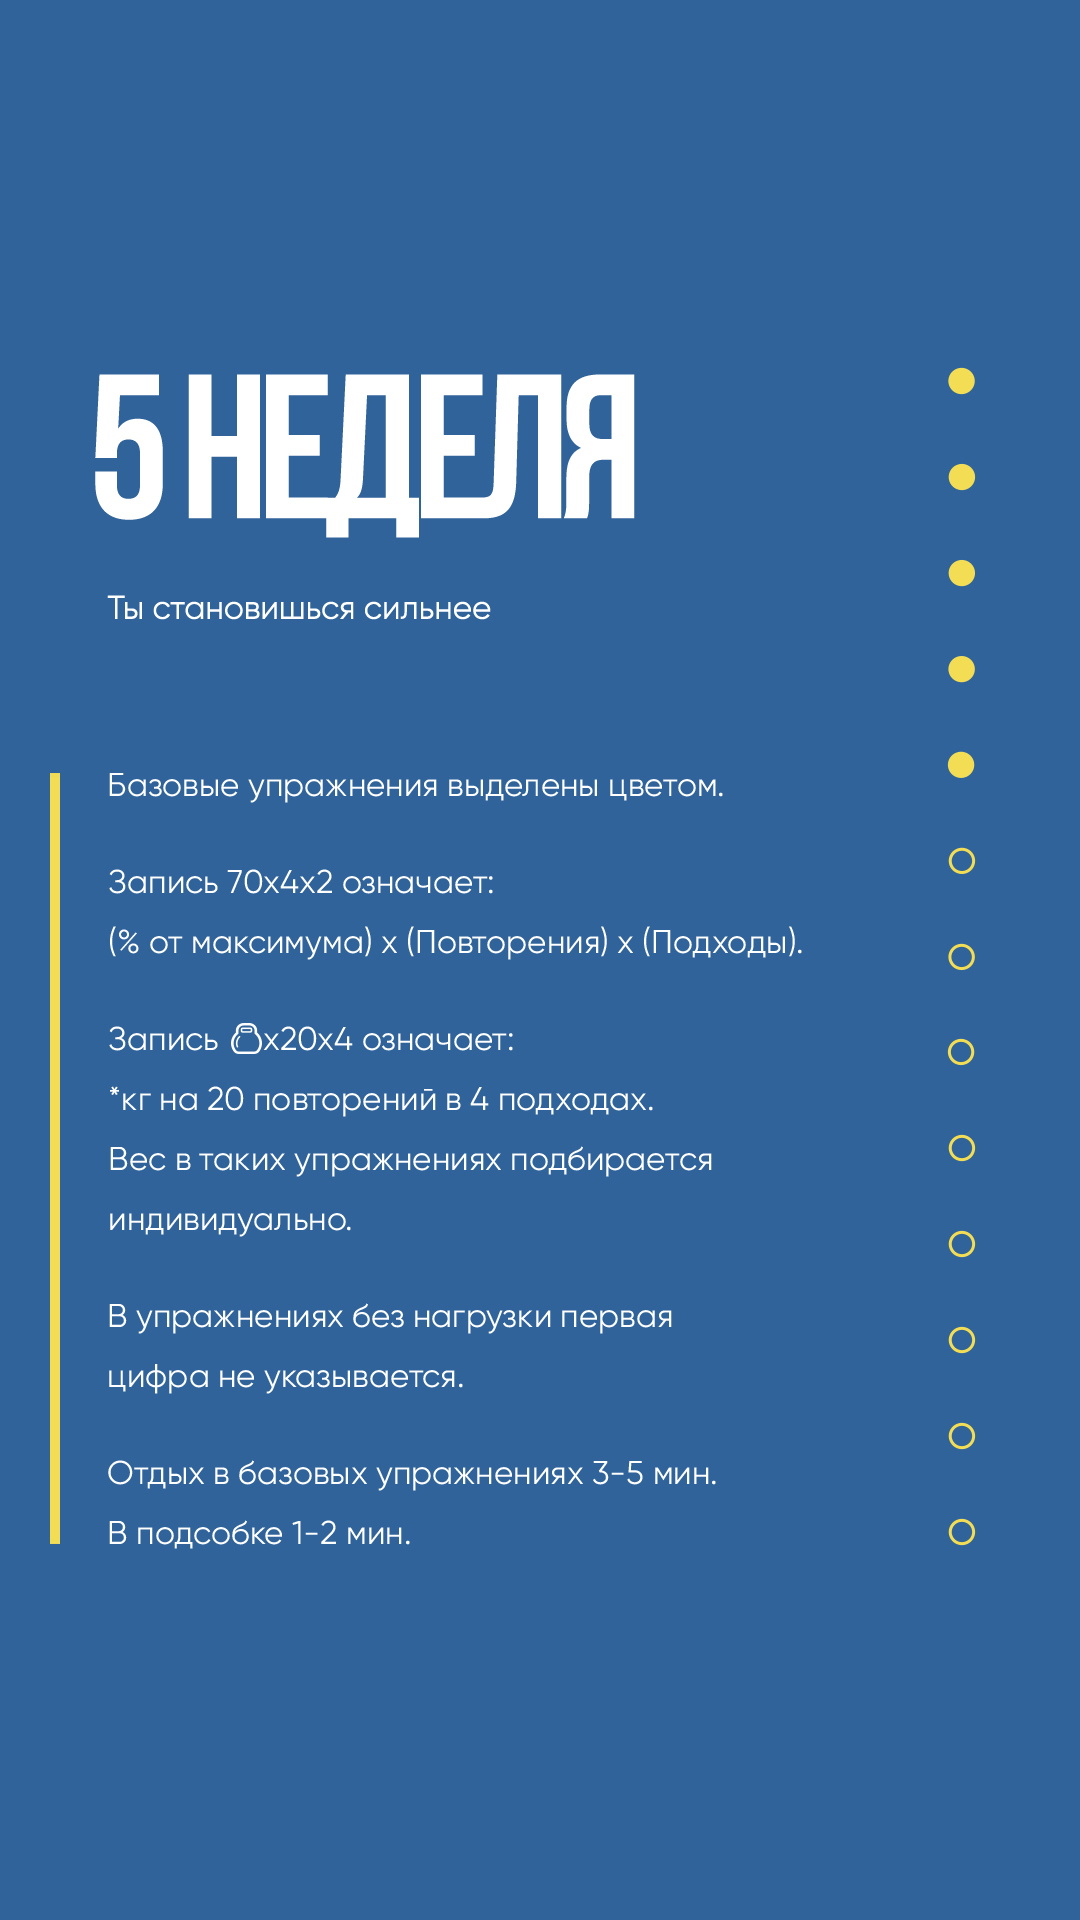 5 НЕДЕЛЯ
Ты становишься сильнее
Базовые упражнения выделены цветом.
Запись 70х4х2 означает:
(% от максимума) х (Повторения) х (Подходы).
Запись х20х4 означает:
*кг на 20 повторений в 4 подходах.
Вес в таких упражнениях подбирается
индивидуально.
В упражнениях без нагрузки первая
цифра не указывается.
Отдых в базовых упражнениях 3-5 мин.
В подсобке 1-2 мин.